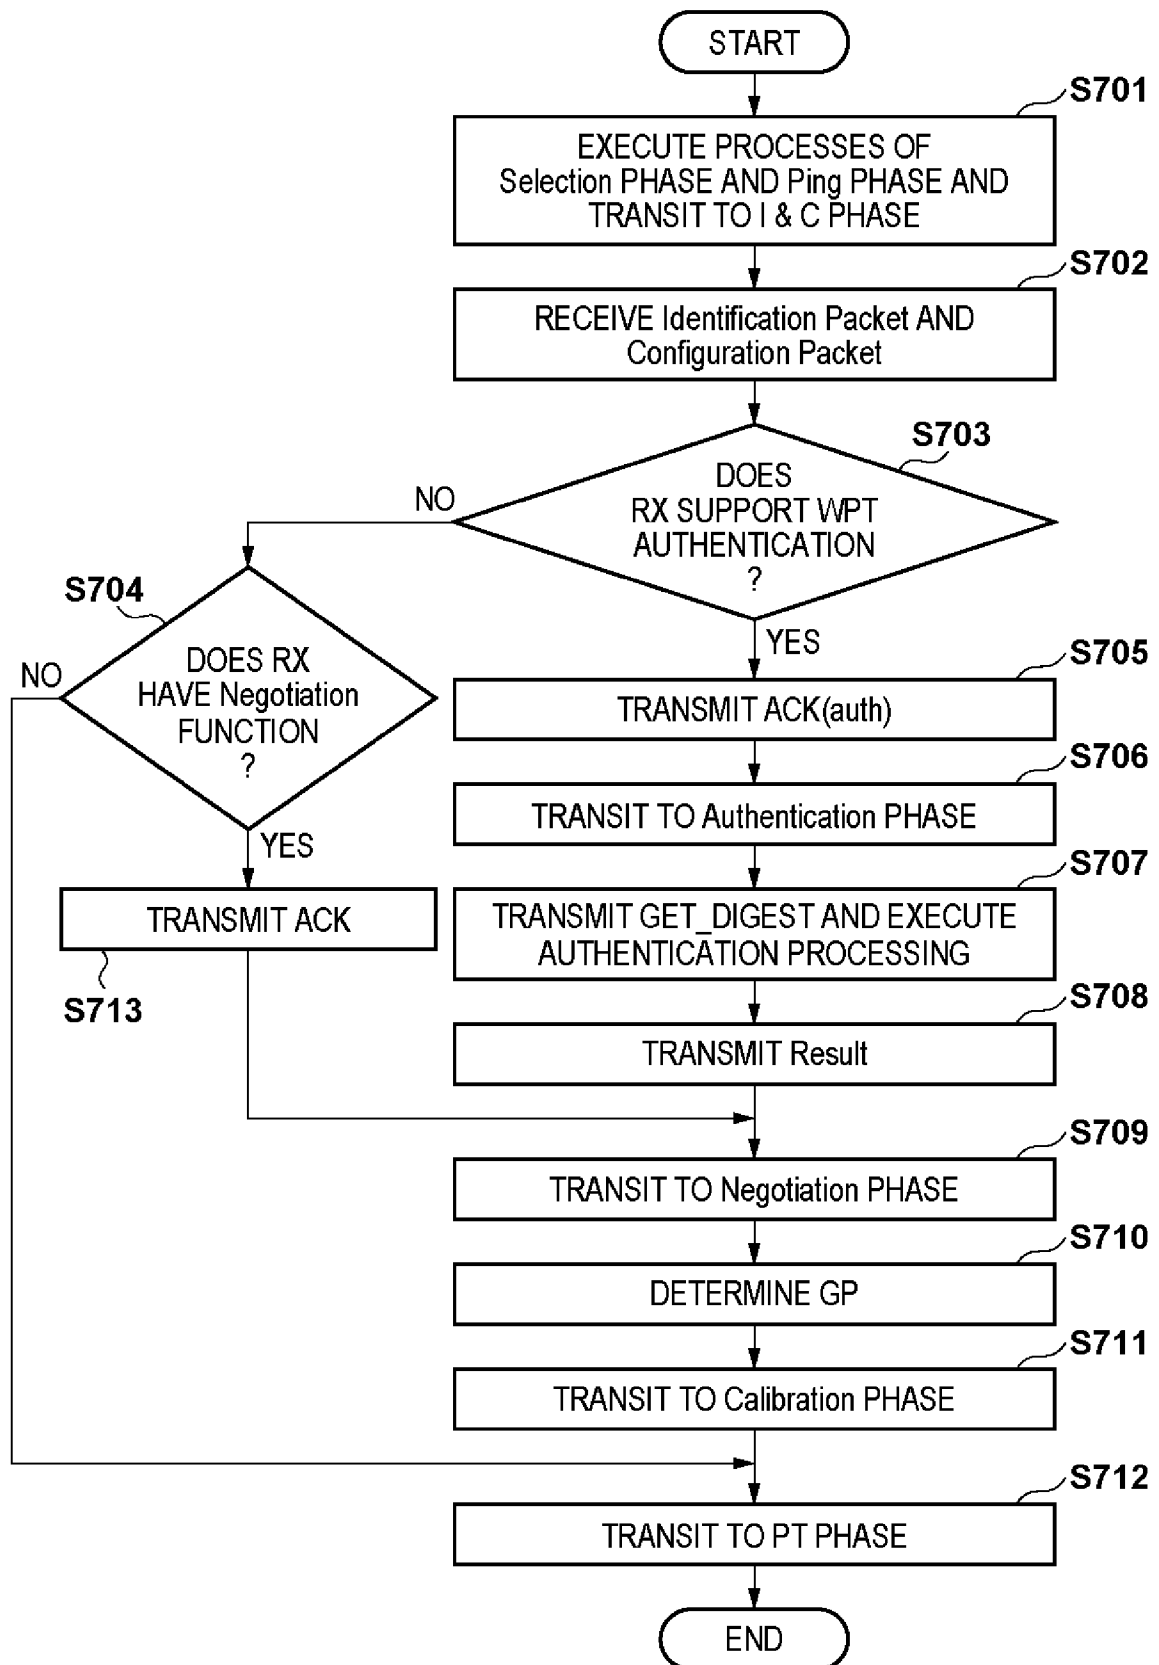 START
S701
EXECUTE PROCESSES OF
Selection PHASE AND Ping PHASE AND
TRANSIT TO I & C PHASE
S702
RECEIVE Identification Packet AND
Configuration Packet
S703
DOES
RX SUPPORT WPT
AUTHENTICATION
?
NO
YES
S704
DOES RX
HAVE Negotiation
FUNCTION
?
NO
YES
TRANSMIT ACK
S713
S705
TRANSMIT ACK(auth)
S706
TRANSIT TO Authentication PHASE
S707
TRANSMIT GET_DIGEST AND EXECUTE
AUTHENTICATION PROCESSING
S708
TRANSMIT Result
S709
TRANSIT TO Negotiation PHASE
S710
DETERMINE GP
S711
TRANSIT TO Calibration PHASE
S712
TRANSIT TO PT PHASE
END